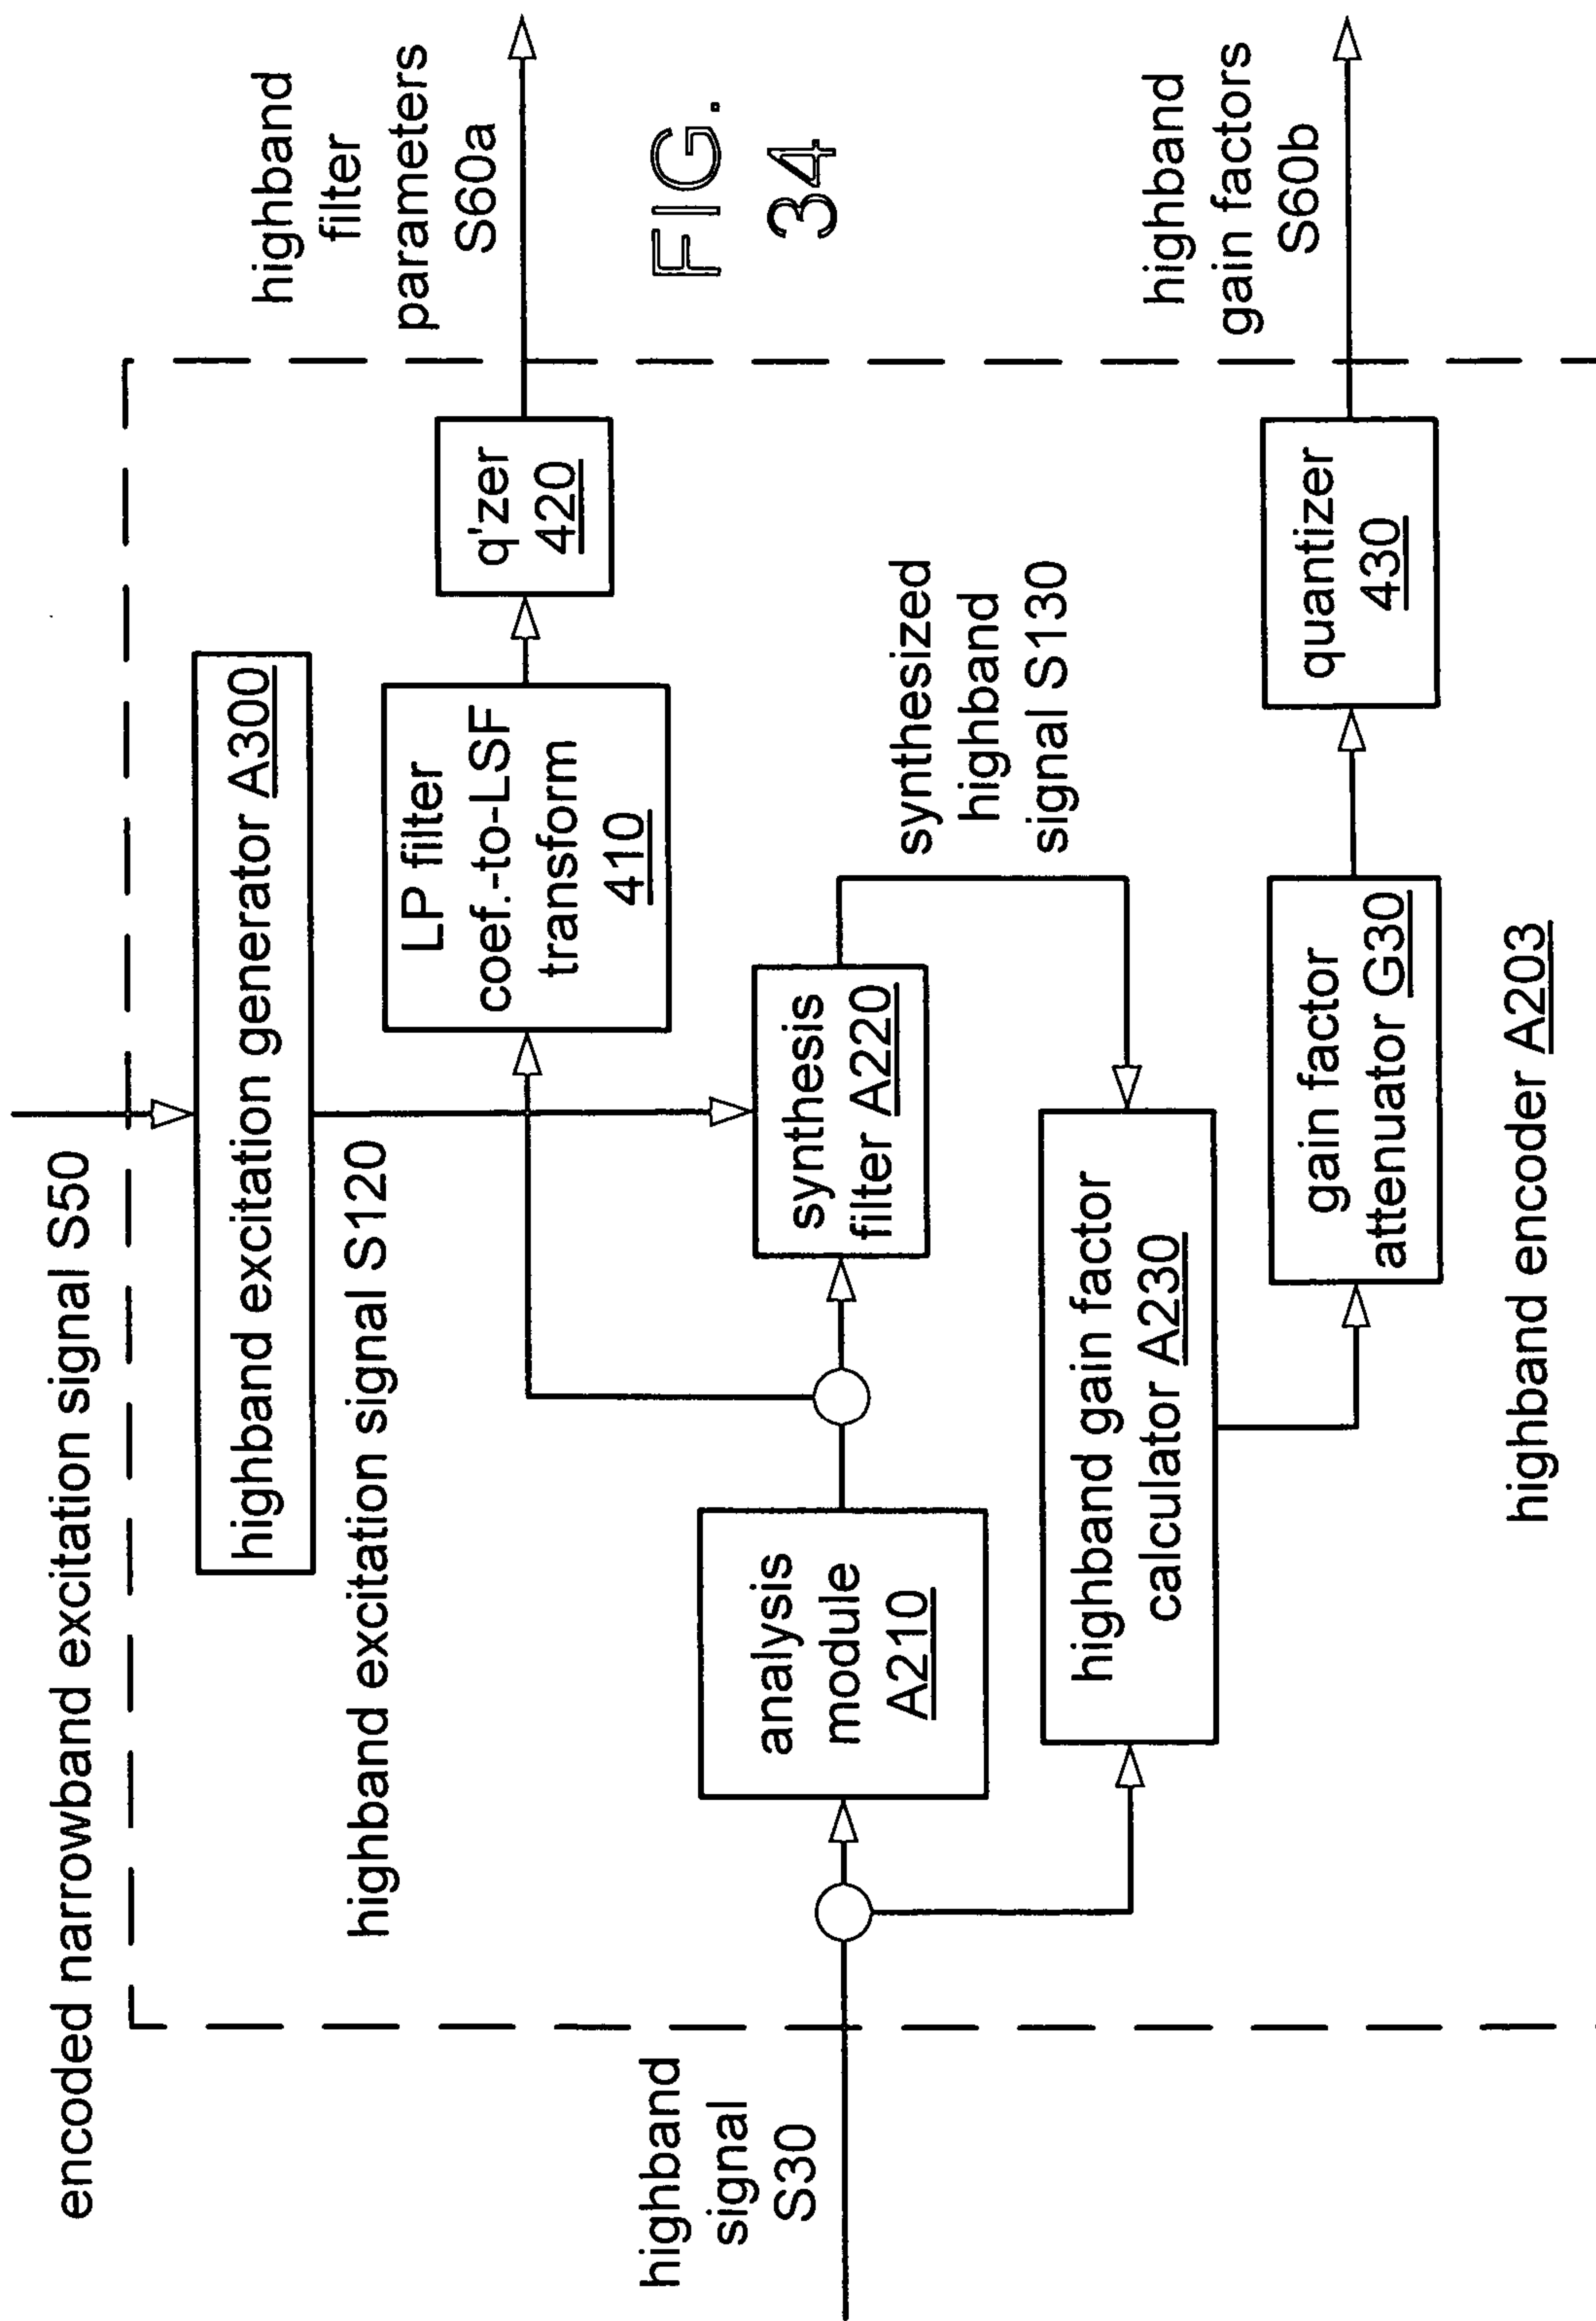 encoded narrowband excitation signal S50
highband excitation generator A300
highband excitation signal S120
highband
filter
parameters
S60a
LP filter
coef.-to-LSF
transform
410
q'zer
420
FIG.
34
highband
signal
S30
analysis
module
A210
synthesis
filter A220
synthesized
highband
signal S130
highband gain factor
calculator A230
gain factor
attenuator G30
quantizer
430
highband
gain factors
S60b
highband encoder A203